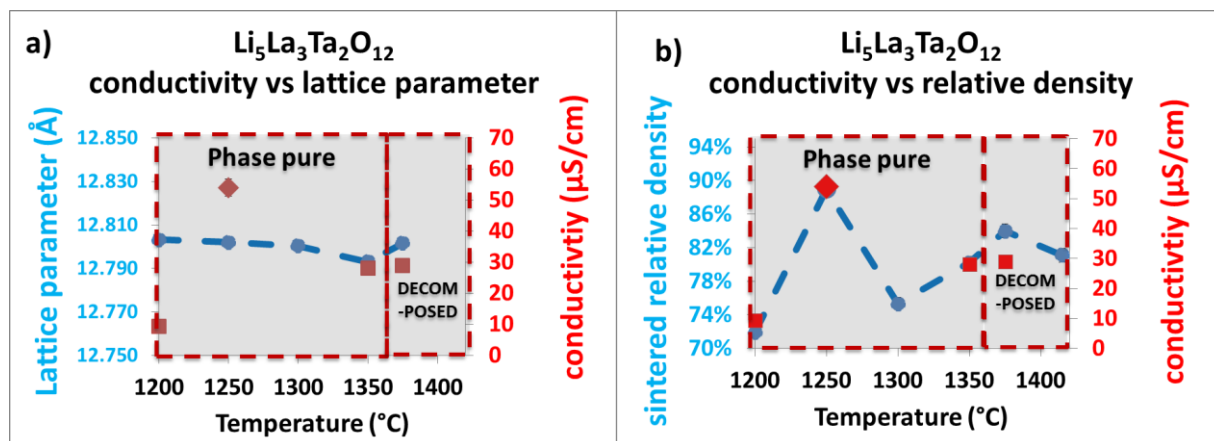 a)
Li₅La₃Ta₂O₁₂
conductivity vs lattice parameter
Lattice parameter (Å)
12.850
12.830
12.810
12.790
12.770
12.750
Phase pure
DECOM
-POSED
70
60
50
40
30
20
10
0
conductivtiy (µS/cm)
1200 1250 1300 1350 1400
Temperature (°C)
b)
Li₅La₃Ta₂O₁₂
conductivity vs relative density
sintered relative density
94%
90%
86%
82%
78%
74%
70%
Phase pure
DECOM
-POSED
70
60
50
40
30
20
10
0
conductivtiy (µS/cm)
1200 1250 1300 1350 1400
Temperature (°C)